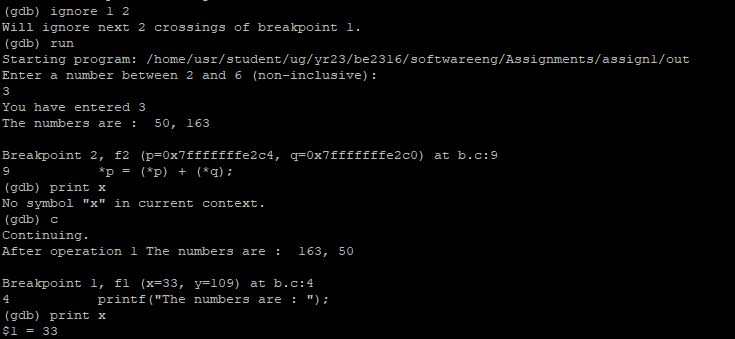 (gdb) ignore 1 2
Will ignore next 2 crossings of breakpoint 1.
(gdb) run
Starting program: /home/usr/student/ug/yr23/be2316/softwareeng/Assignments/assign1/out
Enter a number between 2 and 6 (non-inclusive):
3
You have entered 3
The numbers are :  50, 163
Breakpoint 2, f2 (p=0x7fffffffe2c4, q=0x7fffffffe2c0) at b.c:9
9           *p = (*p) + (*q);
(gdb) print x
No symbol "x" in current context.
(gdb) c
Continuing.
After operation 1 The numbers are :  163, 50
Breakpoint 1, f1 (x=33, y=109) at b.c:4
4           printf("The numbers are : ");
(gdb) print x
$1 = 33